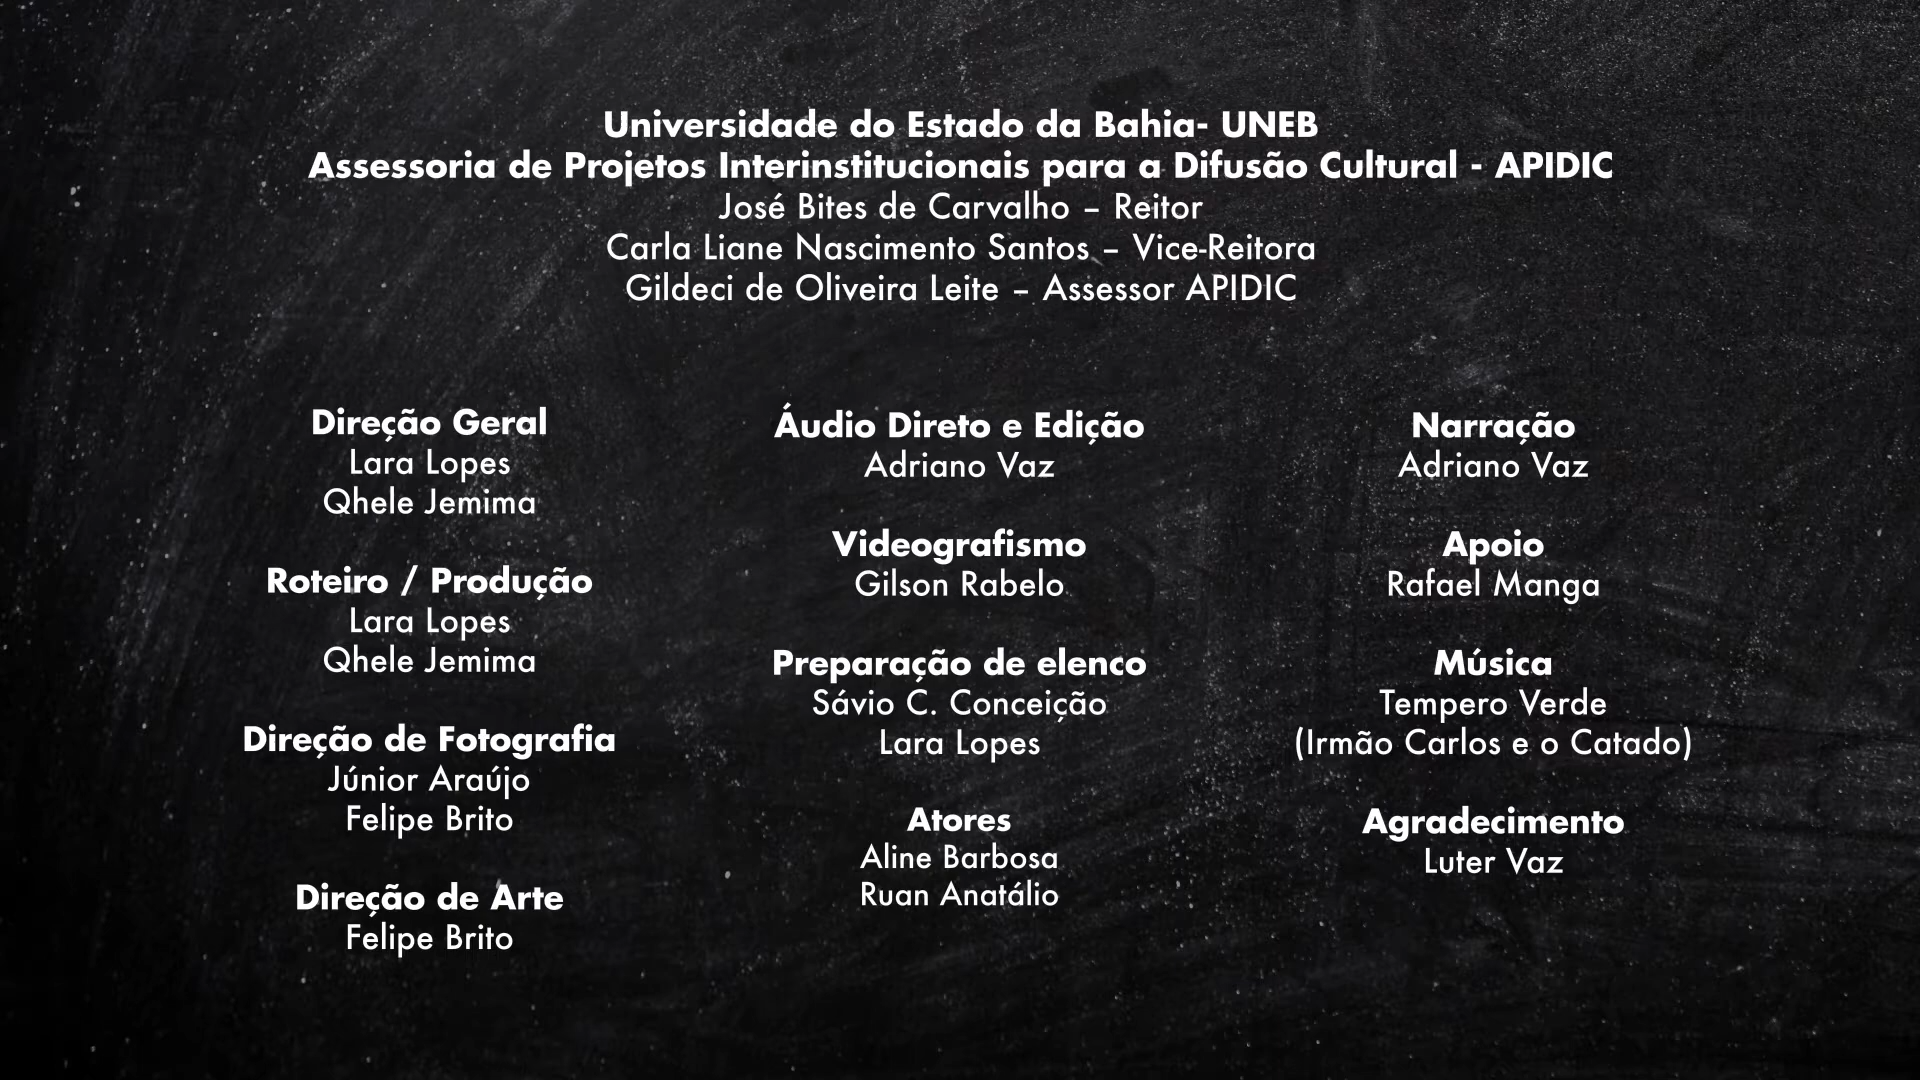 Universidade do Estado da Bahia- UNEB
Assessoria de Projetos Interinstitucionais para a Difusão Cultural - APIDIC
José Bites de Carvalho – Reitor
Carla Liane Nascimento Santos – Vice-Reitora
Gildeci de Oliveira Leite – Assessor APIDIC
Direção Geral
Lara Lopes
Qhele Jemima
Roteiro / Produção
Lara Lopes
Qhele Jemima
Direção de Fotografia
Júnior Araújo
Felipe Brito
Direção de Arte
Felipe Brito
Áudio Direto e Edição
Adriano Vaz
Videografismo
Gilson Rabelo
Preparação de elenco
Sávio C. Conceição
Lara Lopes
Atores
Aline Barbosa
Ruan Anatálio
Narração
Adriano Vaz
Apoio
Rafael Manga
Música
Tempero Verde
(Irmão Carlos e o Catado)
Agradecimento
Luter Vaz